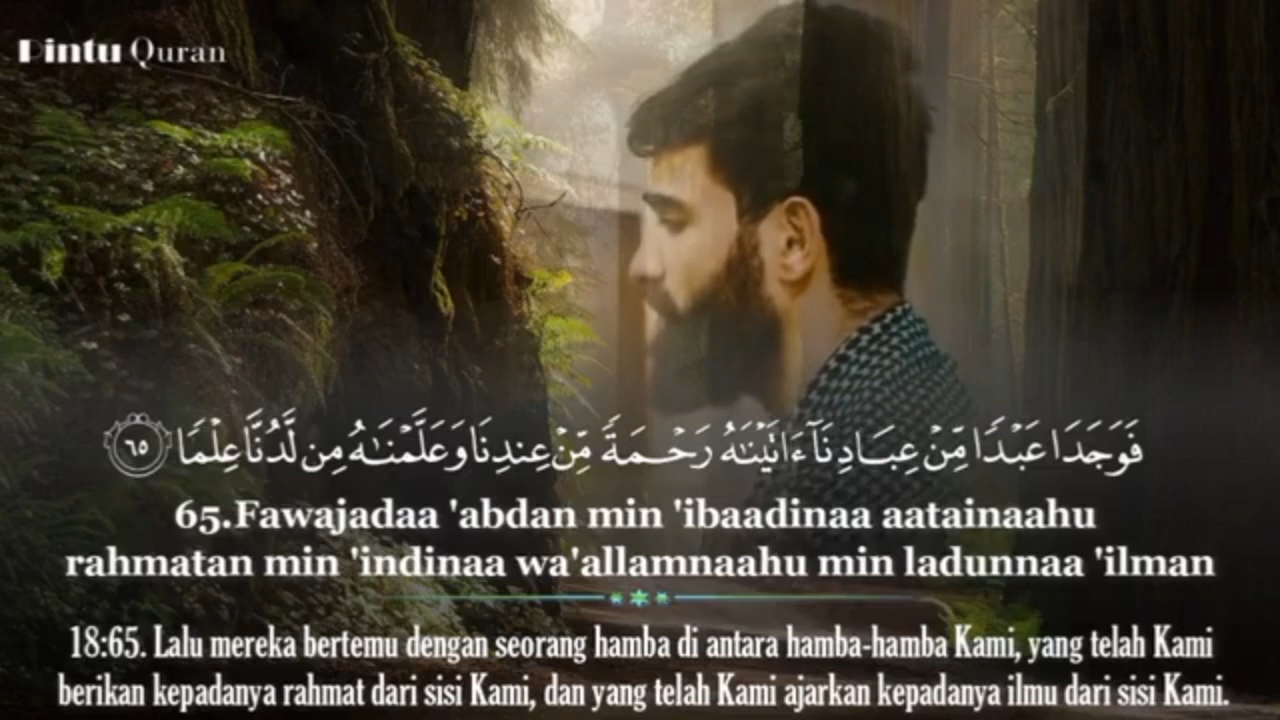 Pintu Quran
فَوَجَدَا عَبْدًا مِّنْ عِبَادِنَآ ءَاتَيْنَٰهُ رَحْمَةً مِّنْ عِندِنَا وَعَلَّمْنَٰهُ مِن لَّدُنَّا عِلْمًا ٦٥
65.Fawajadaa 'abdan min 'ibaadinaa aatainaahu
rahmatan min 'indinaa wa'allamnaahu min ladunnaa 'ilman
18:65. Lalu mereka bertemu dengan seorang hamba di antara hamba-hamba Kami, yang telah Kami
berikan kepadanya rahmat dari sisi Kami, dan yang telah Kami ajarkan kepadanya ilmu dari sisi Kami.